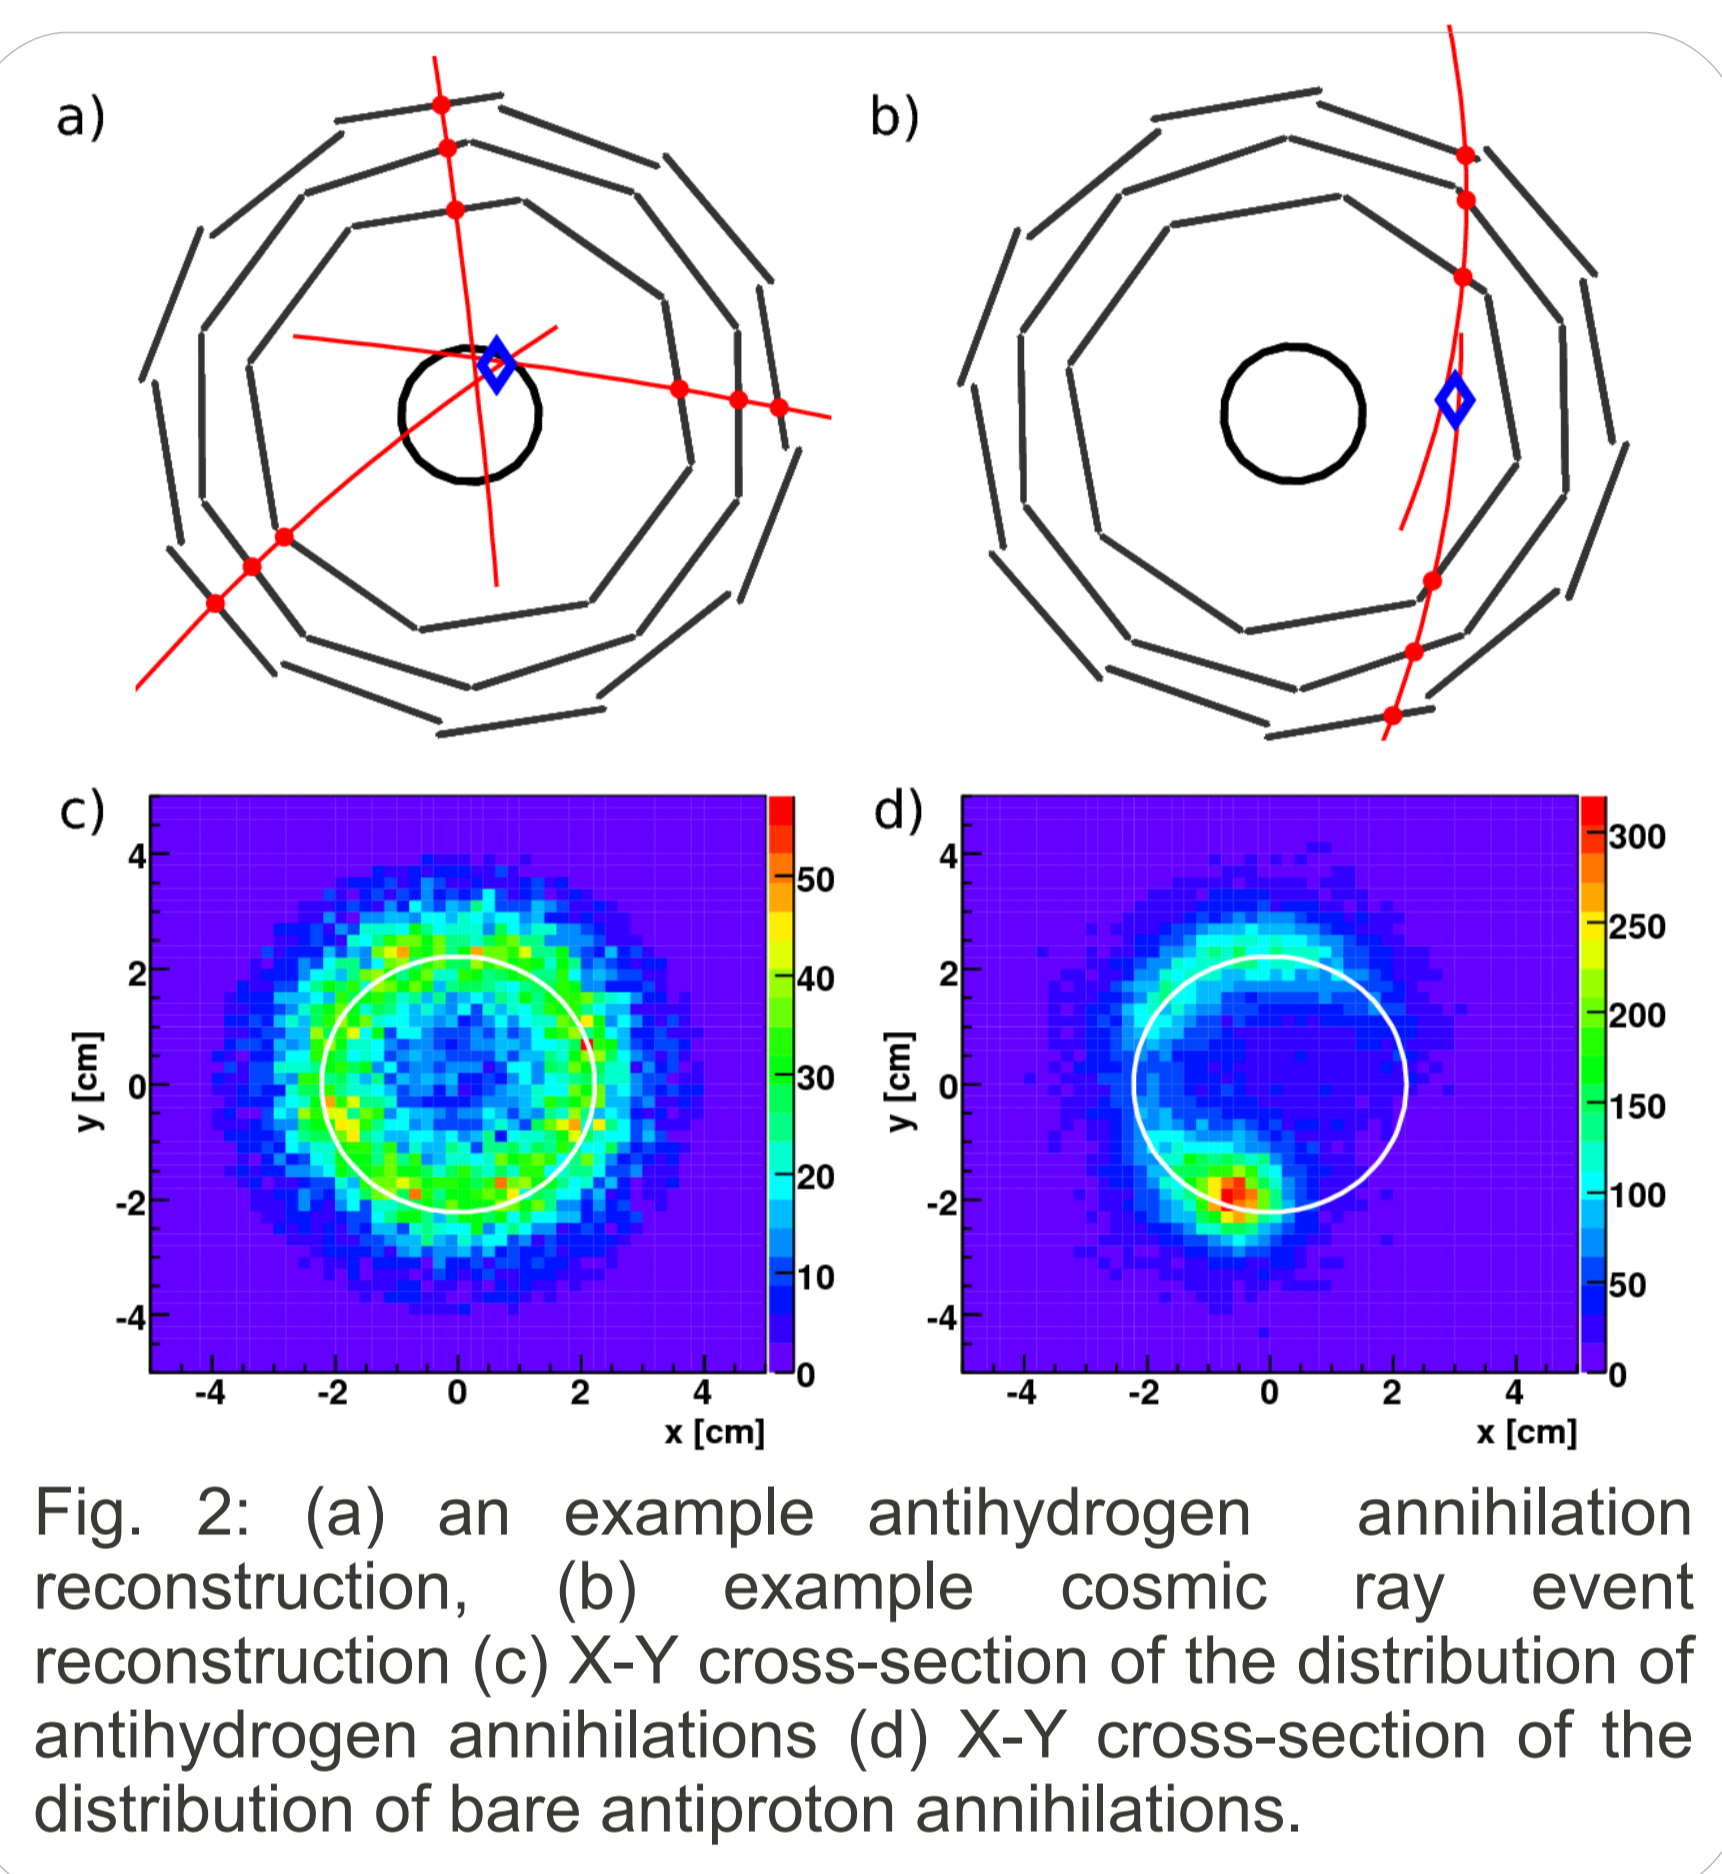 a)
b)
c)
4
2
0
-2
-4
y [cm]
-4 -2 0 2 4
x [cm]
50
40
30
20
10
0
d)
4
2
0
-2
-4
y [cm]
-4 -2 0 2 4
x [cm]
300
250
200
150
100
50
0
Fig. 2: (a) an example antihydrogen annihilation
reconstruction, (b) example cosmic ray event
reconstruction (c) X-Y cross-section of the distribution of
antihydrogen annihilations (d) X-Y cross-section of the
distribution of bare antiproton annihilations.